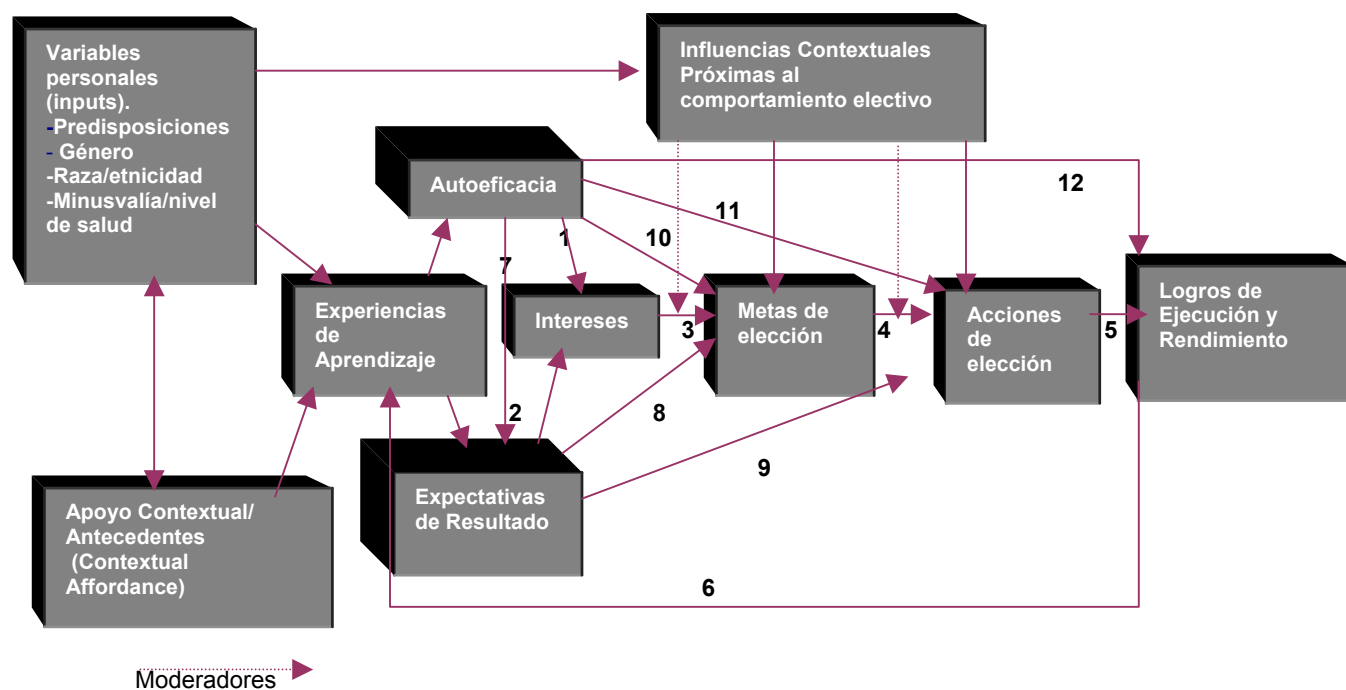 Variables
personales
(inputs).
-Predisposiciones
- Género
-Raza/etnicidad
-Minusvalía/nivel
de salud
Influencias Contextuales
Próximas al
comportamiento electivo
Autoeficacia
12
11
1
10
7
Experiencias
de
Aprendizaje
Intereses
3
Metas de
elección
4
Acciones
de
elección
5
Logros de
Ejecución y
Rendimiento
2
8
9
Expectativas
de Resultado
Apoyo Contextual/
Antecedentes
(Contextual
Affordance)
6
Moderadores